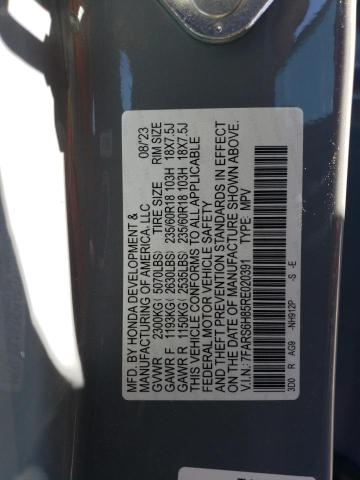 MFD. BY HONDA DEVELOPMENT &
MANUFACTURING OF AMERICA, LLC 08/'23
GVWR 2300KG( 5070LBS) TIRE SIZE RIM SIZE
GAWR F 1193KG( 2630LBS) 235/60R18 103H 18X7.5J
GAWR R 1150KG( 2536LBS) 235/60R18 103H 18X7.5J
THIS VEHICLE CONFORMS TO ALL APPLICABLE
FEDERAL MOTOR VEHICLE SAFETY
AND THEFT PREVENTION STANDARDS IN EFFECT
ON THE DATE OF MANUFACTURE SHOWN ABOVE.
V.I.N.: 7FARS6H85RE020391 TYPE: MPV
3D0 R AG9 -NH912P -S -E